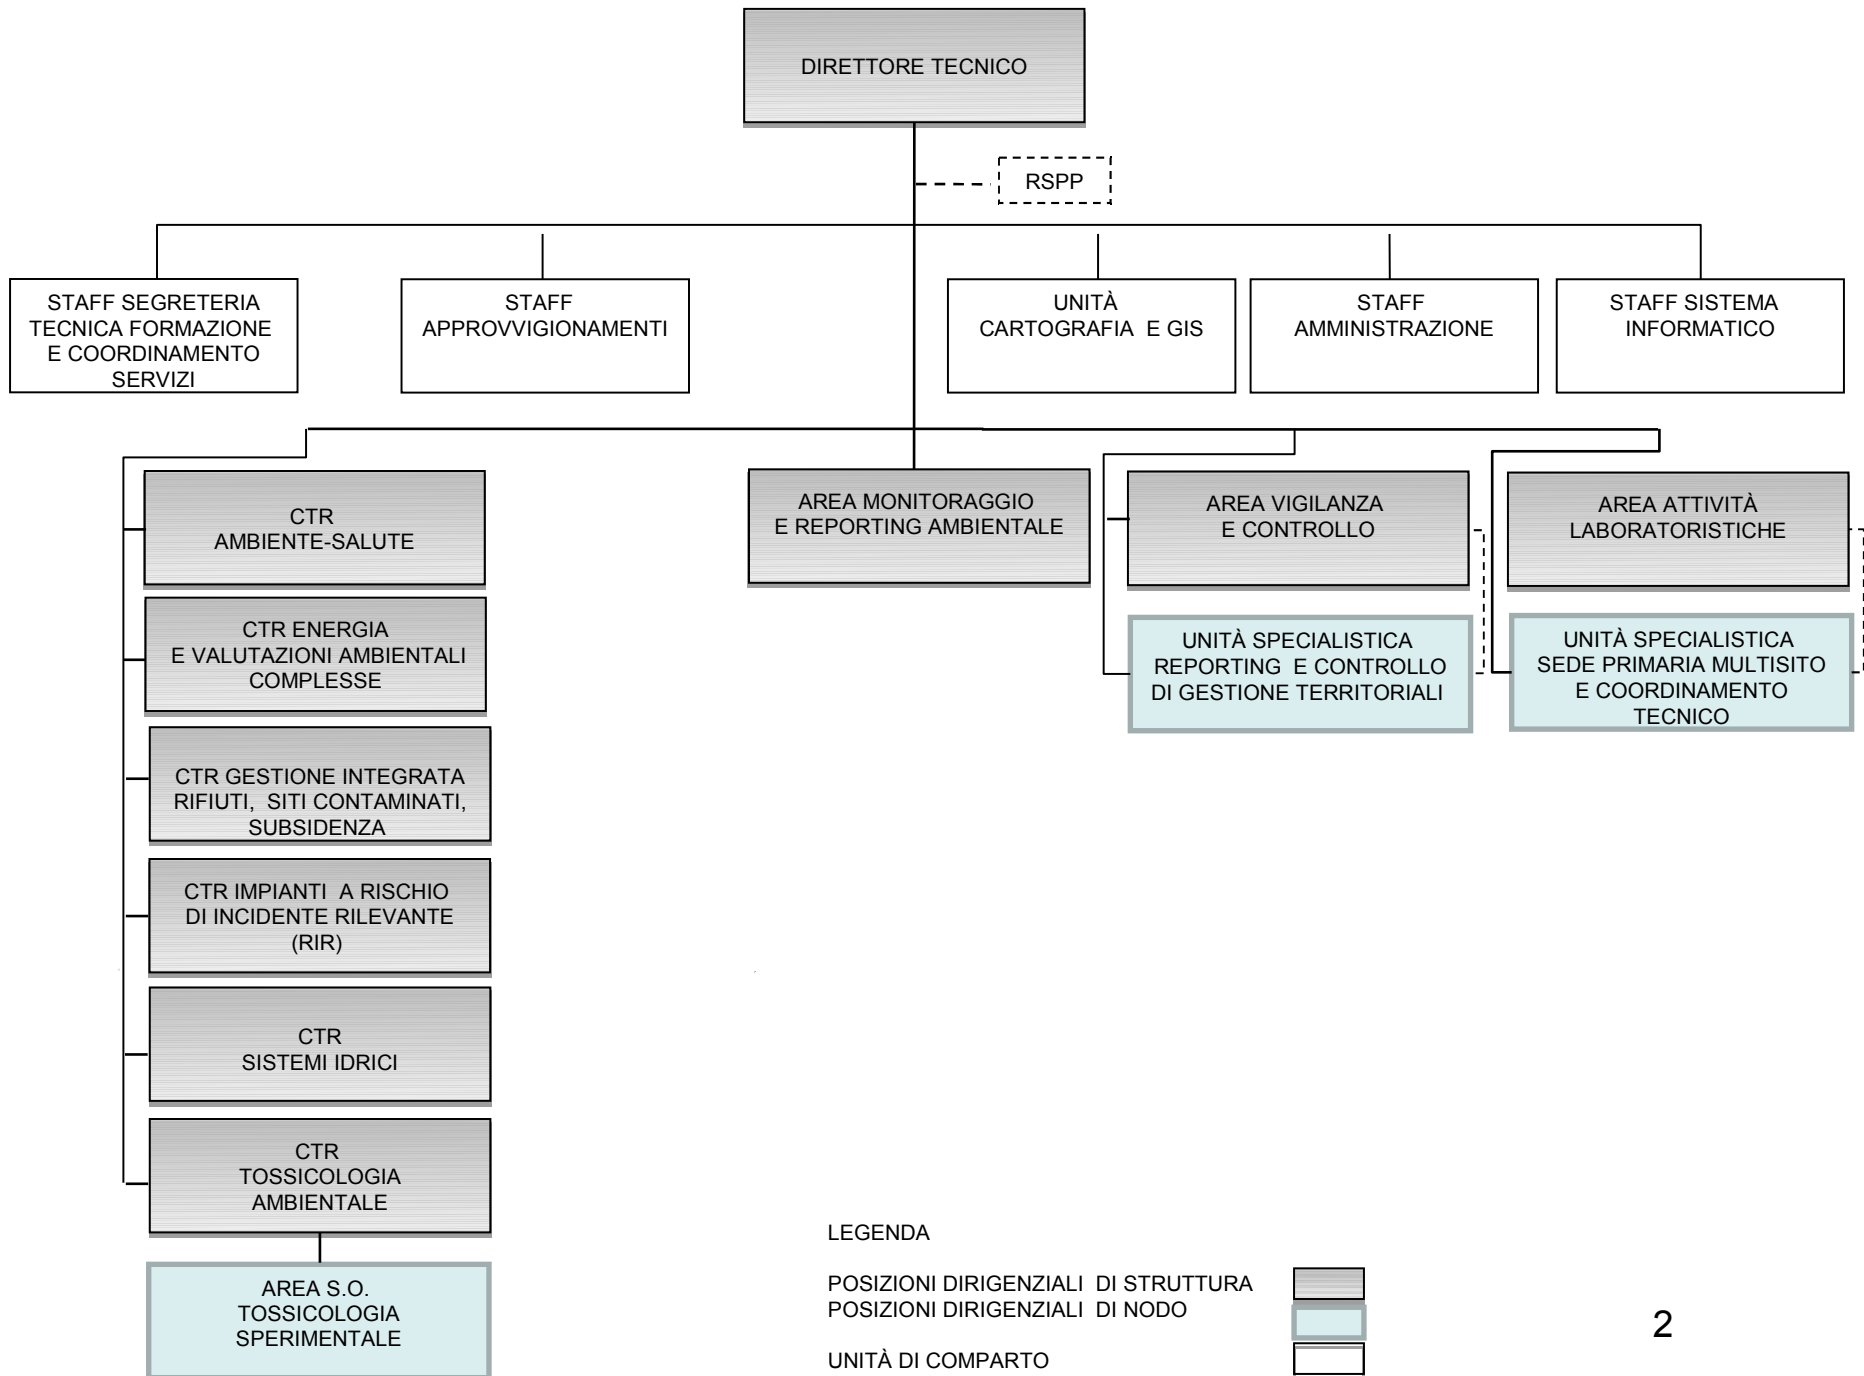 DIRETTORE TECNICO
RSPP
STAFF SEGRETERIA
TECNICA FORMAZIONE
E COORDINAMENTO
SERVIZI
STAFF
APPROVVIGIONAMENTI
UNITÀ
CARTOGRAFIA E GIS
STAFF
AMMINISTRAZIONE
STAFF SISTEMA
INFORMATICO
CTR
AMBIENTE-SALUTE
CTR ENERGIA
E VALUTAZIONI AMBIENTALI
COMPLESSE
CTR GESTIONE INTEGRATA
RIFIUTI, SITI CONTAMINATI,
SUBSIDENZA
CTR IMPIANTI A RISCHIO
DI INCIDENTE RILEVANTE
(RIR)
CTR
SISTEMI IDRICI
CTR
TOSSICOLOGIA
AMBIENTALE
AREA S.O.
TOSSICOLOGIA
SPERIMENTALE
AREA MONITORAGGIO
E REPORTING AMBIENTALE
AREA VIGILANZA
E CONTROLLO
UNITÀ SPECIALISTICA
REPORTING E CONTROLLO
DI GESTIONE TERRITORIALI
AREA ATTIVITÀ
LABORATORISTICHE
UNITÀ SPECIALISTICA
SEDE PRIMARIA MULTISITO
E COORDINAMENTO
TECNICO
LEGENDA
POSIZIONI DIRIGENZIALI DI STRUTTURA
POSIZIONI DIRIGENZIALI DI NODO
UNITÀ DI COMPARTO
2